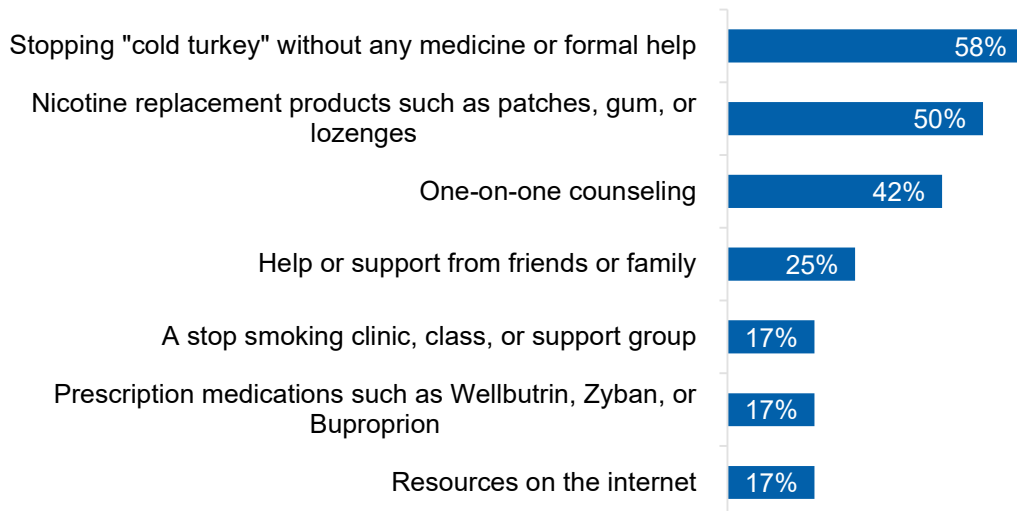 Stopping "cold turkey" without any medicine or formal help
58%
Nicotine replacement products such as patches, gum, or
lozenges
50%
One-on-one counseling
42%
Help or support from friends or family
25%
A stop smoking clinic, class, or support group
17%
Prescription medications such as Wellbutrin, Zyban, or
Buproprion
17%
Resources on the internet
17%